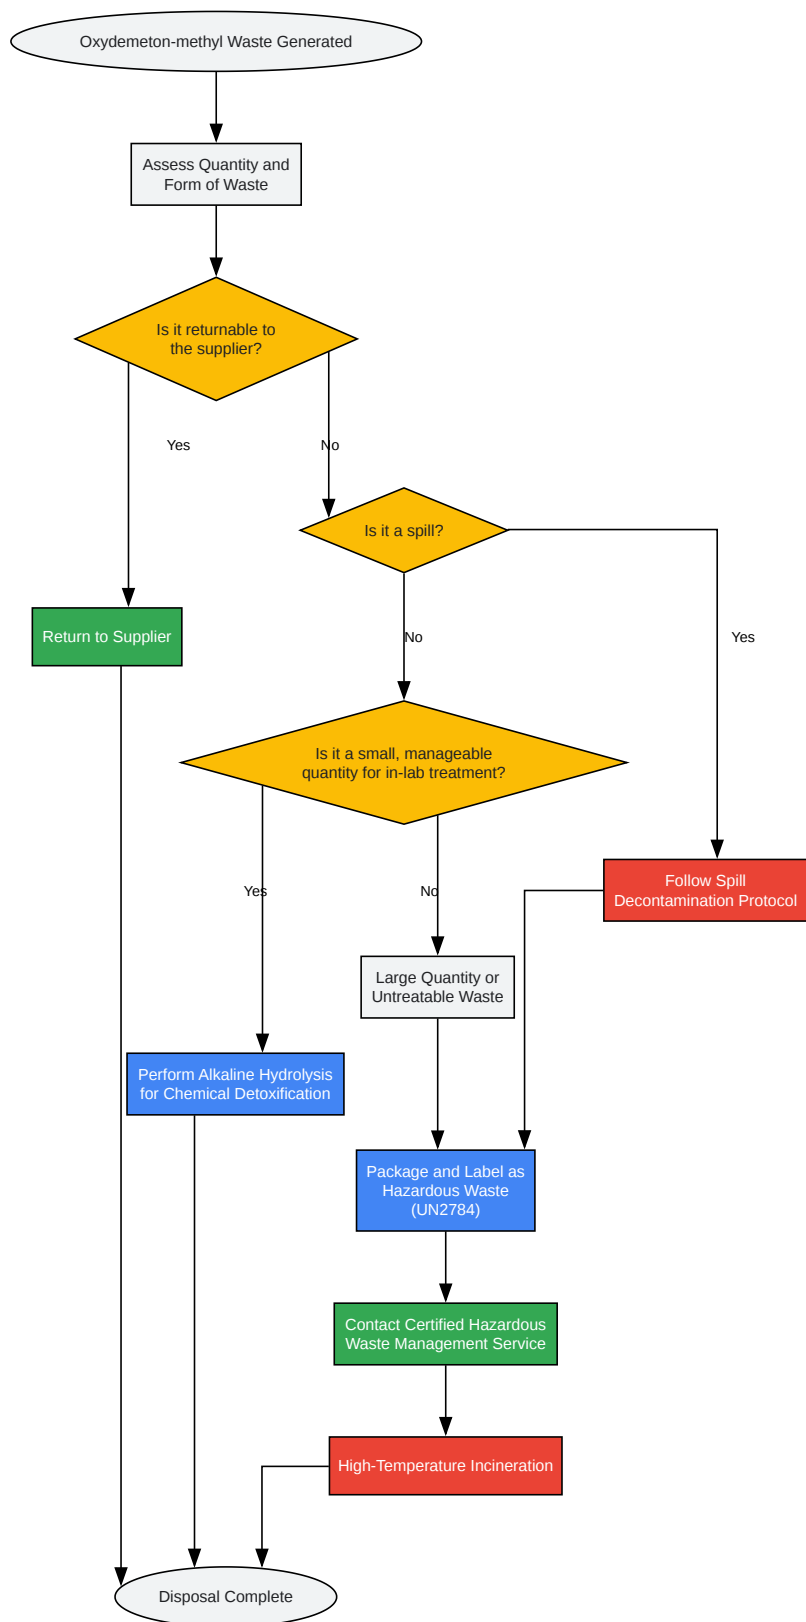 Oxydemeton-methyl Waste Generated
Assess Quantity and
Form of Waste
Is it returnable to
the supplier?
Yes
No
Is it a spill?
Return to Supplier
No
Yes
Is it a small, manageable
quantity for in-lab treatment?
Follow Spill
Decontamination Protocol
Yes
No
Large Quantity or
Untreatable Waste
Perform Alkaline Hydrolysis
for Chemical Detoxification
Package and Label as
Hazardous Waste
(UN2784)
Contact Certified Hazardous
Waste Management Service
High-Temperature Incineration
Disposal Complete